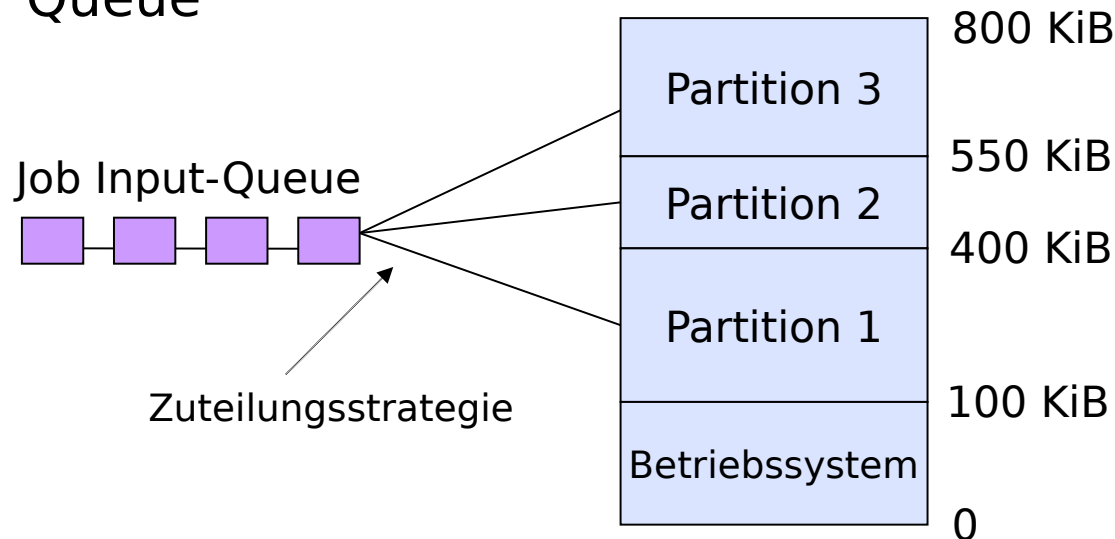 Queue
800 KiB
Partition 3
550 KiB
Job Input-Queue
Partition 2
400 KiB
Partition 1
Zuteilungsstrategie
100 KiB
Betriebssystem
0